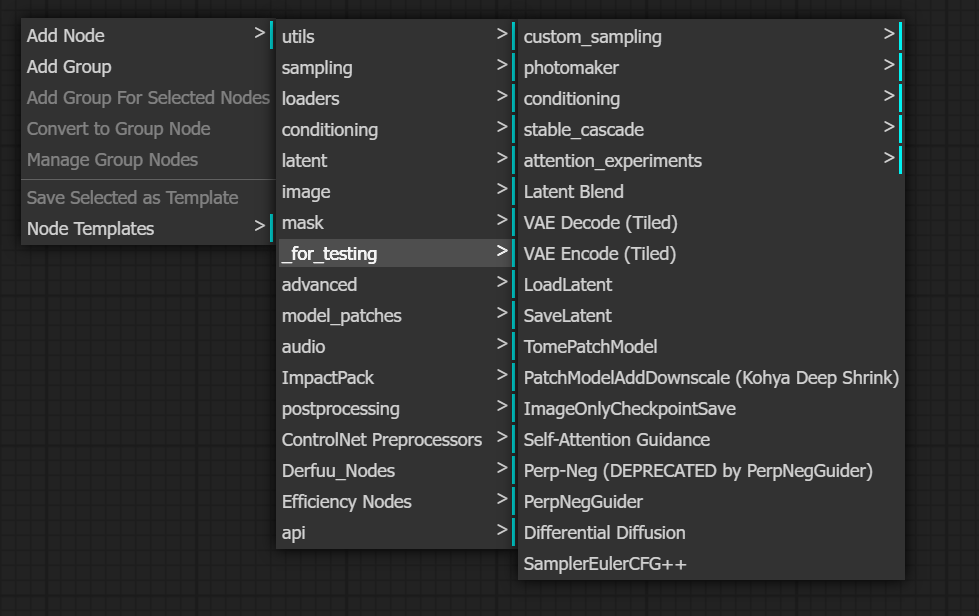 Add Node >
Add Group
Add Group For Selected Nodes
Convert to Group Node
Manage Group Nodes
Save Selected as Template
Node Templates >
utils >
sampling >
loaders >
conditioning >
latent >
image >
mask >
_for_testing >
advanced >
model_patches >
audio >
ImpactPack >
postprocessing >
ControlNet Preprocessors >
Derfuu_Nodes >
Efficiency Nodes >
api >
custom_sampling >
photomaker >
conditioning >
stable_cascade >
attention_experiments >
Latent Blend
VAE Decode (Tiled)
VAE Encode (Tiled)
LoadLatent
SaveLatent
TomePatchModel
PatchModelAddDownscale (Kohya Deep Shrink)
ImageOnlyCheckpointSave
Self-Attention Guidance
Perp-Neg (DEPRECATED by PerpNegGuider)
PerpNegGuider
Differential Diffusion
SamplerEulerCFG++